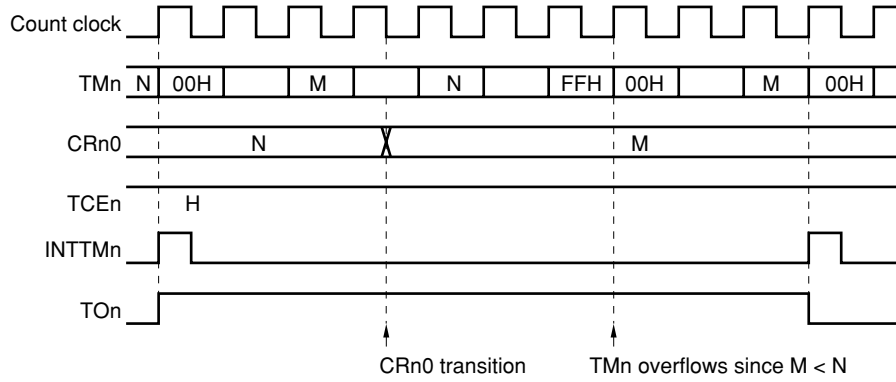 Count clock
TMn N 00H M N FFH 00H M 00H
CRn0 N M
TCEn H
INTTMn
TOn
CRn0 transition TMn overflows since M < N